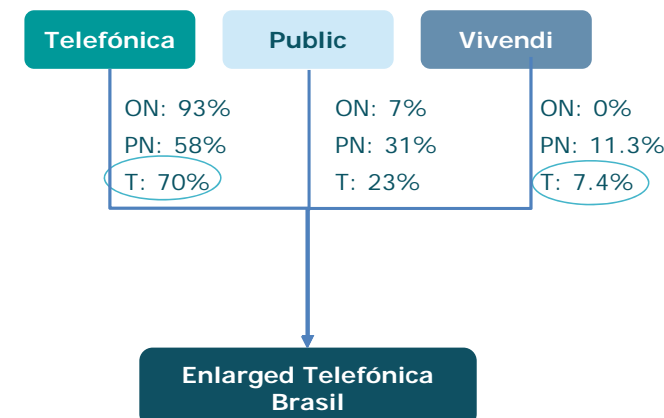 Telefónica
Public
Vivendi
ON: 93%
PN: 58%
T: 70%
ON: 7%
PN: 31%
T: 23%
ON: 0%
PN: 11.3%
T: 7.4%
Enlarged Telefónica
Brasil